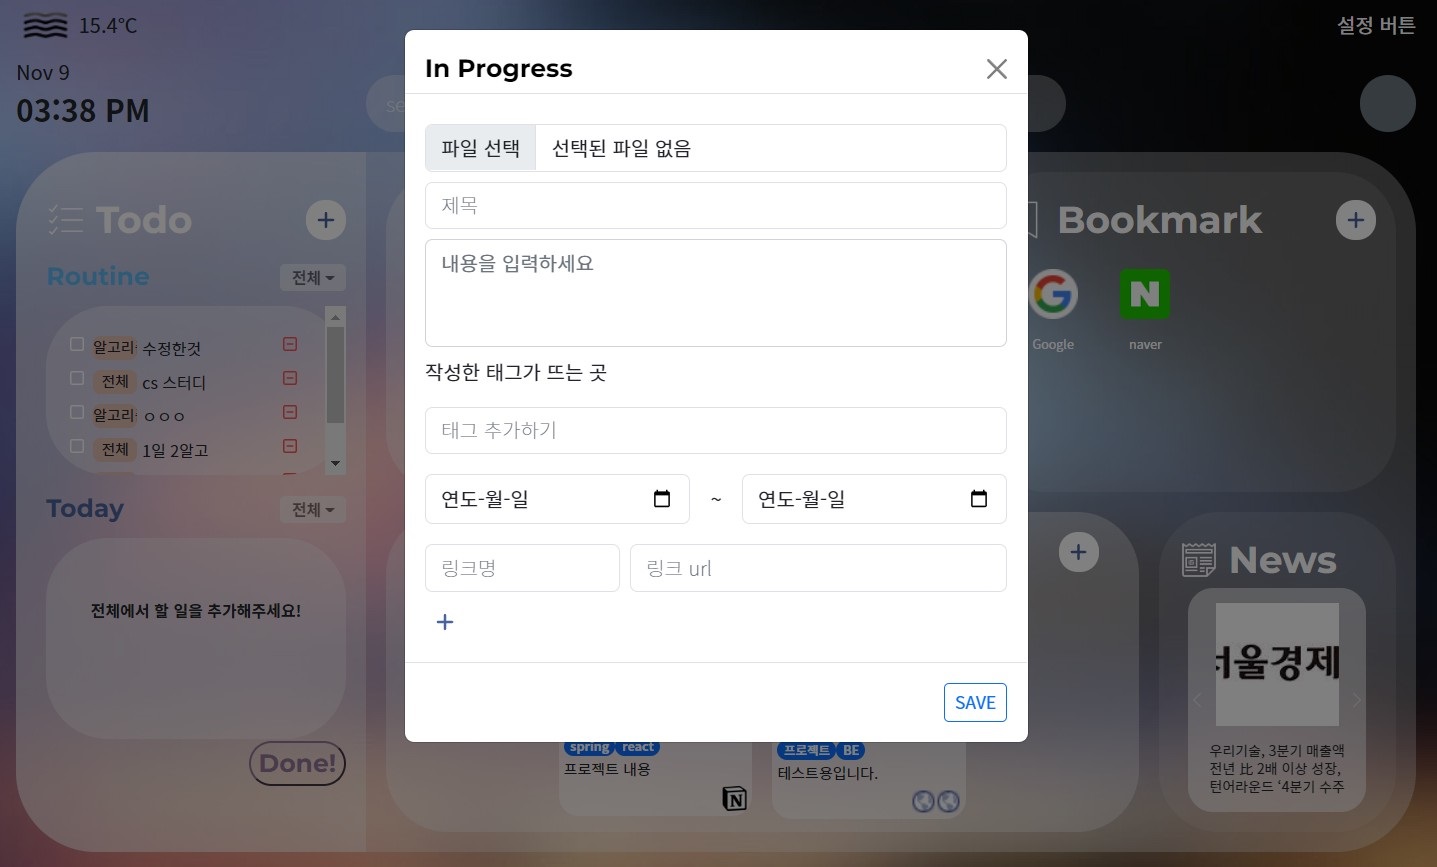 15.4°C
설정 버튼
Nov 9
03:38 PM
se
In Progress
파일 선택 선택된 파일 없음
제목
내용을 입력하세요
작성한 태그가 뜨는 곳
태그 추가하기
연도-월-일 ~ 연도-월-일
링크명 링크 url
SAVE
Todo
Routine 전체
알고리 수정한것
전체 cs 스터디
알고리 ㅇㅇㅇ
전체 1일 2알고
Today 전체
전체에서 할 일을 추가해주세요!
Done!
Bookmark
Google naver
spring react
프로젝트 내용
프로젝트 BE
테스트용입니다.
News
서울경제
우리기술, 3분기 매출액
전년 比 2배 이상 성장,
턴어라운드 ‘4분기 수주